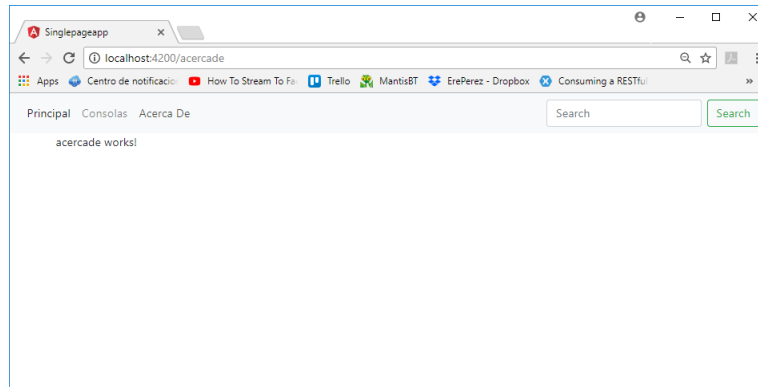 Singlepageapp
localhost:4200/acercade
Apps Centro de notificacio How To Stream To Fa Trello MantisBT ErePerez - Dropbox Consuming a RESTful »
Principal Consolas Acerca De Search Search
acercade works!